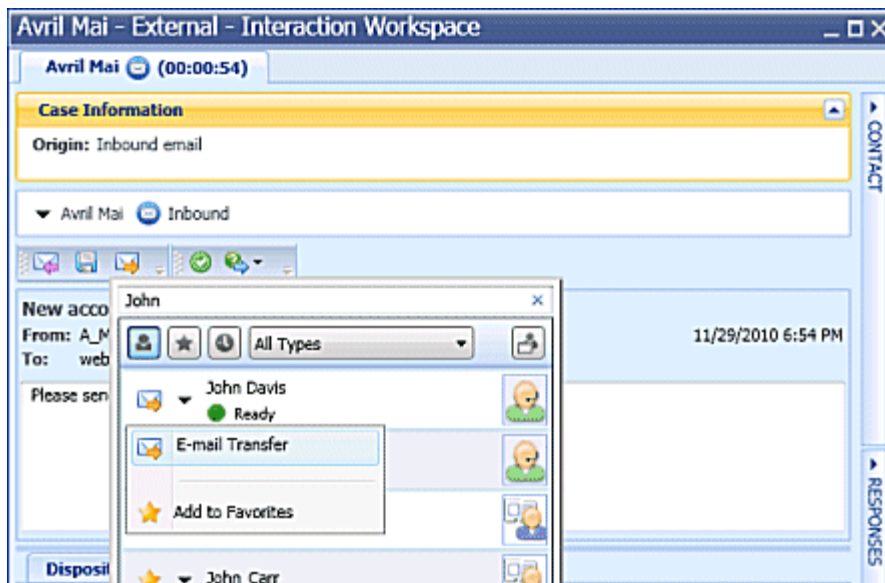 Avril Mai - External - Interaction Workspace
Avril Mai (00:00:54)
Case Information
Origin: Inbound email
Avril Mai Inbound
John
New acco
From: A_M
11/29/2010 6:54 PM
To: web
All Types
Please sen
John Davis
Ready
E-mail Transfer
Add to Favorites
John Carr
Disposit
CONTACT
RESPONSES